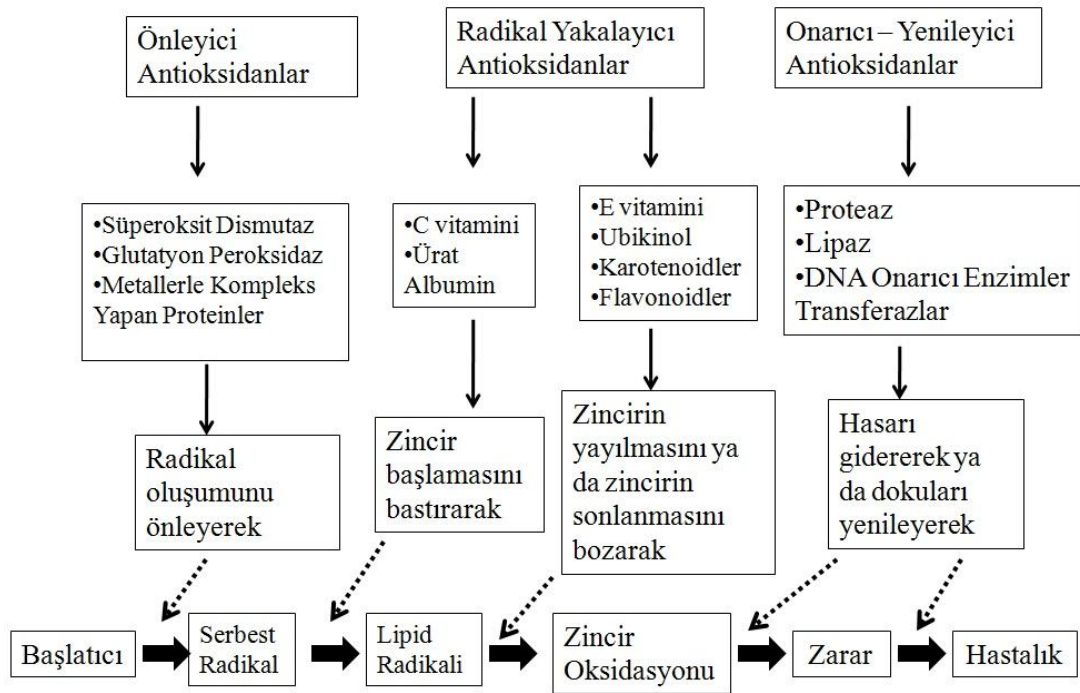 Önleyici
Antioksidanlar
Radikal Yakalayıcı
Antioksidanlar
Onarıcı – Yenileyici
Antioksidanlar
•Süperoksit Dismutaz
•Glutatyon Peroksidaz
•Metallerle Kompleks
Yapan Proteinler
•C vitamini
•Ürat
Albumin
•E vitamini
•Ubikinol
•Karotenoidler
•Flavonoidler
•Proteaz
•Lipaz
•DNA Onarıcı Enzimler
Transferazlar
Radikal
oluşumunu
önleyerek
Zincir
başlamasını
bastırarak
Zincirin
yayılmasını ya
da zincirin
sonlanmasını
bozarak
Hasarı
gidererek ya
da dokuları
yenileyerek
Başlatıcı
Serbest
Radikal
Lipid
Radikali
Zincir
Oksidasyonu
Zarar
Hastalık